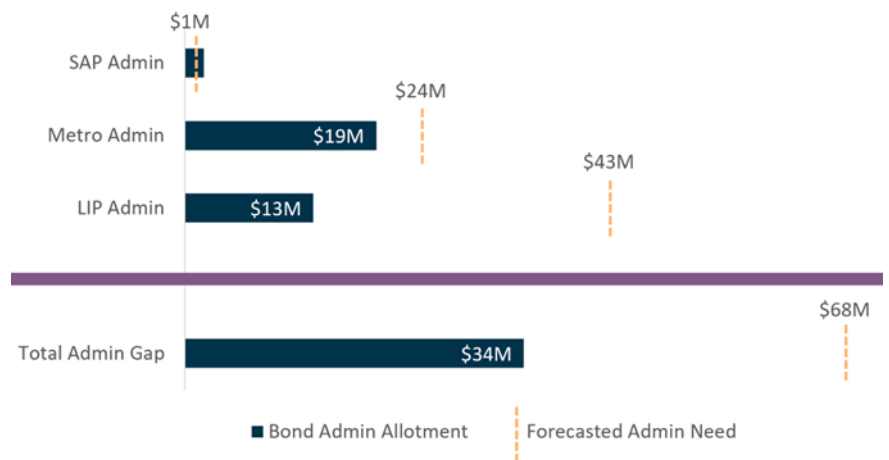 $1M
SAP Admin
$24M
Metro Admin
$19M
$43M
LIP Admin
$13M
$68M
Total Admin Gap
$34M
Bond Admin Allotment
Forecasted Admin Need